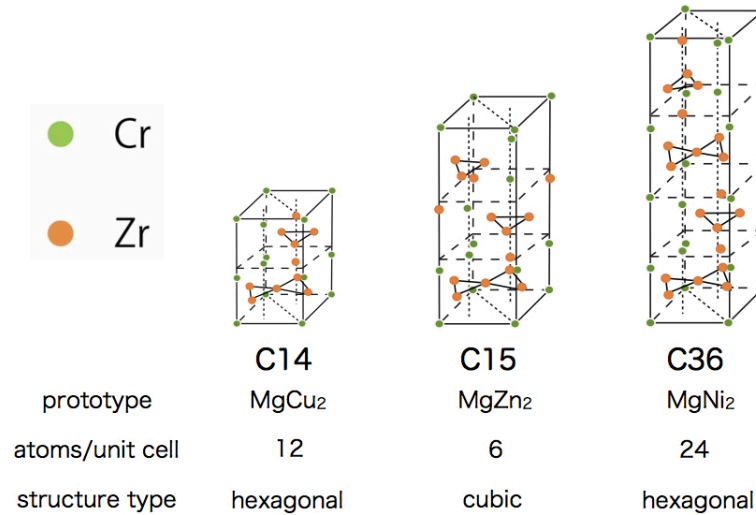 Cr
Zr
C14 C15 C36
prototype MgCu₂ MgZn₂ MgNi₂
atoms/unit cell 12 6 24
structure type hexagonal cubic hexagonal